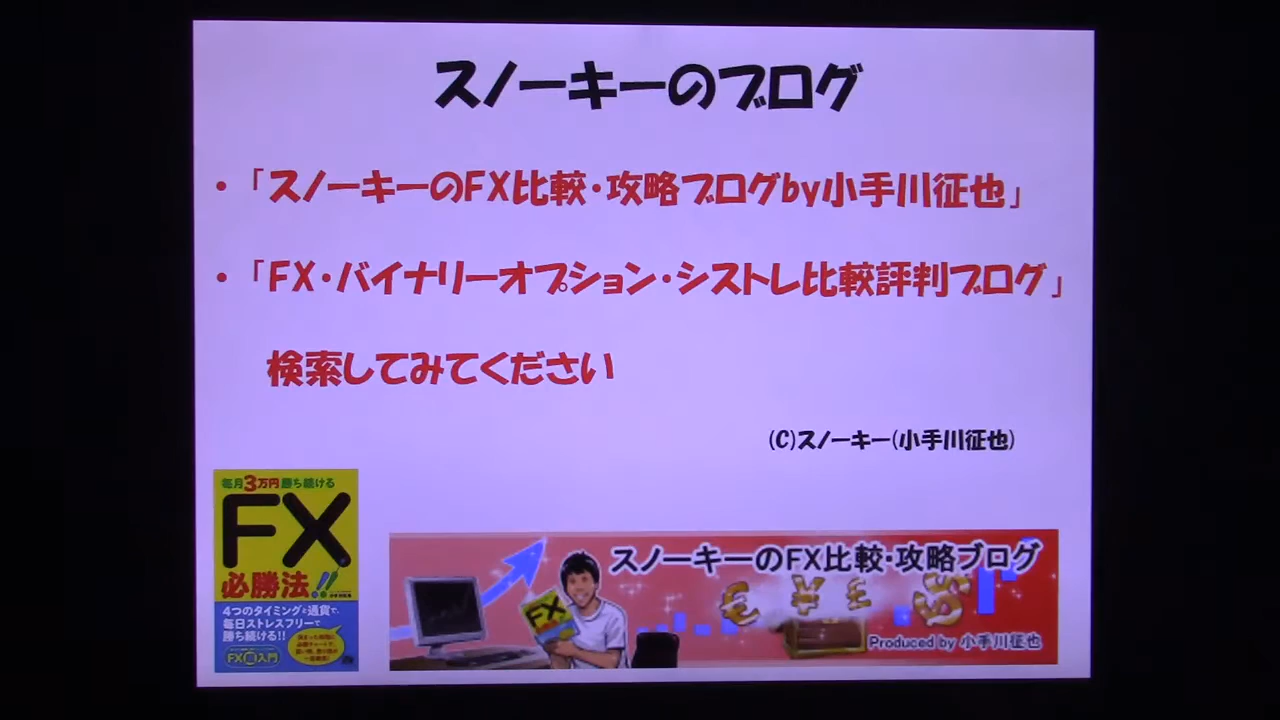 スノーキーのブログ
・「スノーキーのFX比較・攻略ブログby小手川征也」
・「FX・バイナリーオプション・シストレ比較評判ブログ」
検索してみてください
(C)スノーキー(小手川征也)
毎月3万円勝ち続ける
FX
必勝法!!
4つのタイミングと通貨で、
毎日ストレスフリーで
勝ち続ける!!
FX超入門
スノーキーのFX比較・攻略ブログ
FX
Produced by 小手川征也